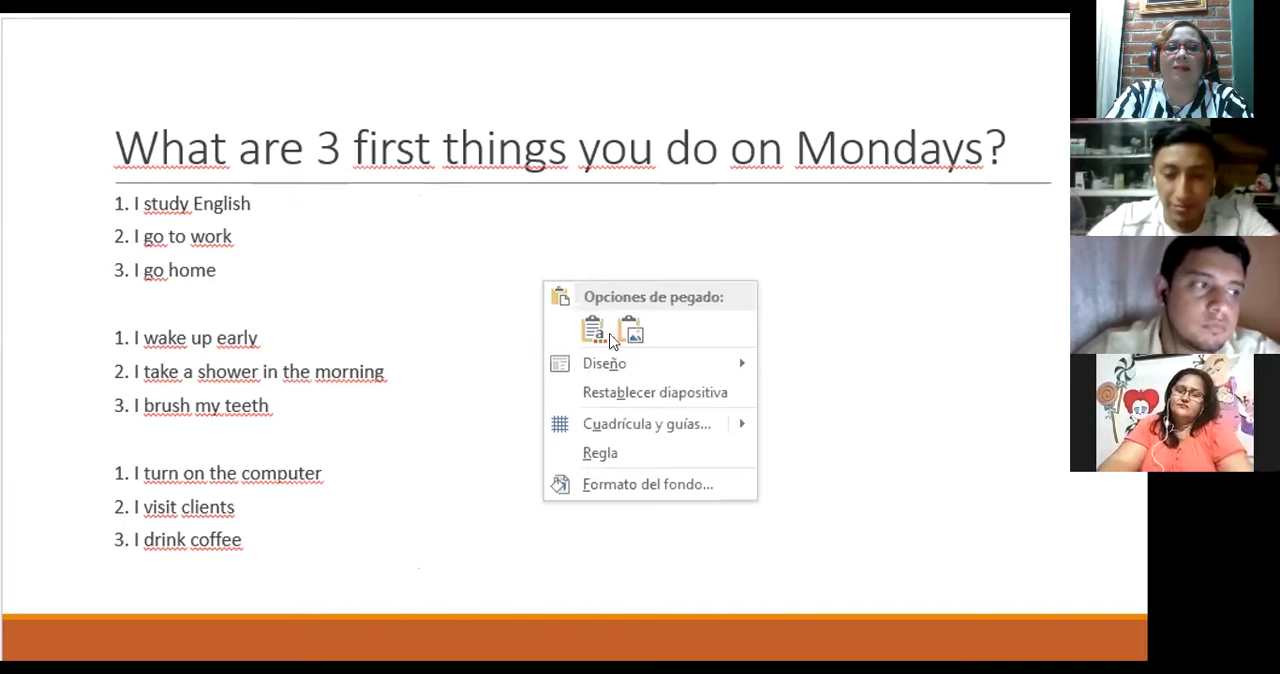 What are 3 first things you do on Mondays?
1. I study English
2. I go to work
3. I go home
1. I wake up early
2. I take a shower in the morning
3. I brush my teeth
1. I turn on the computer
2. I visit clients
3. I drink coffee
Opciones de pegado:
Diseño
Restablecer diapositiva
Cuadrícula y guías...
Regla
Formato del fondo...